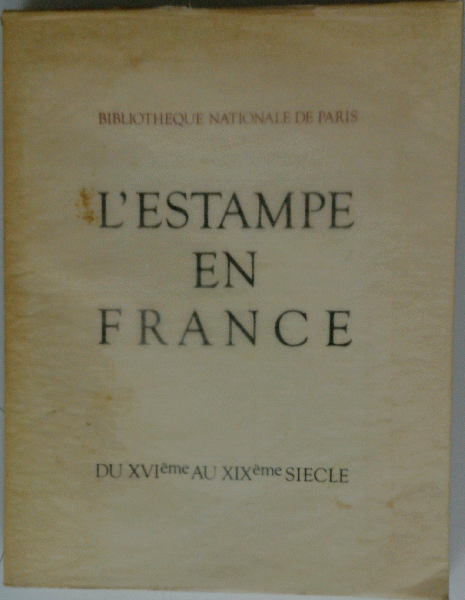 BIBLIOTHEQUE NATIONALE DE PARIS
L'ESTAMPE
EN
FRANCE
DU XVIème AU XIXème SIECLE